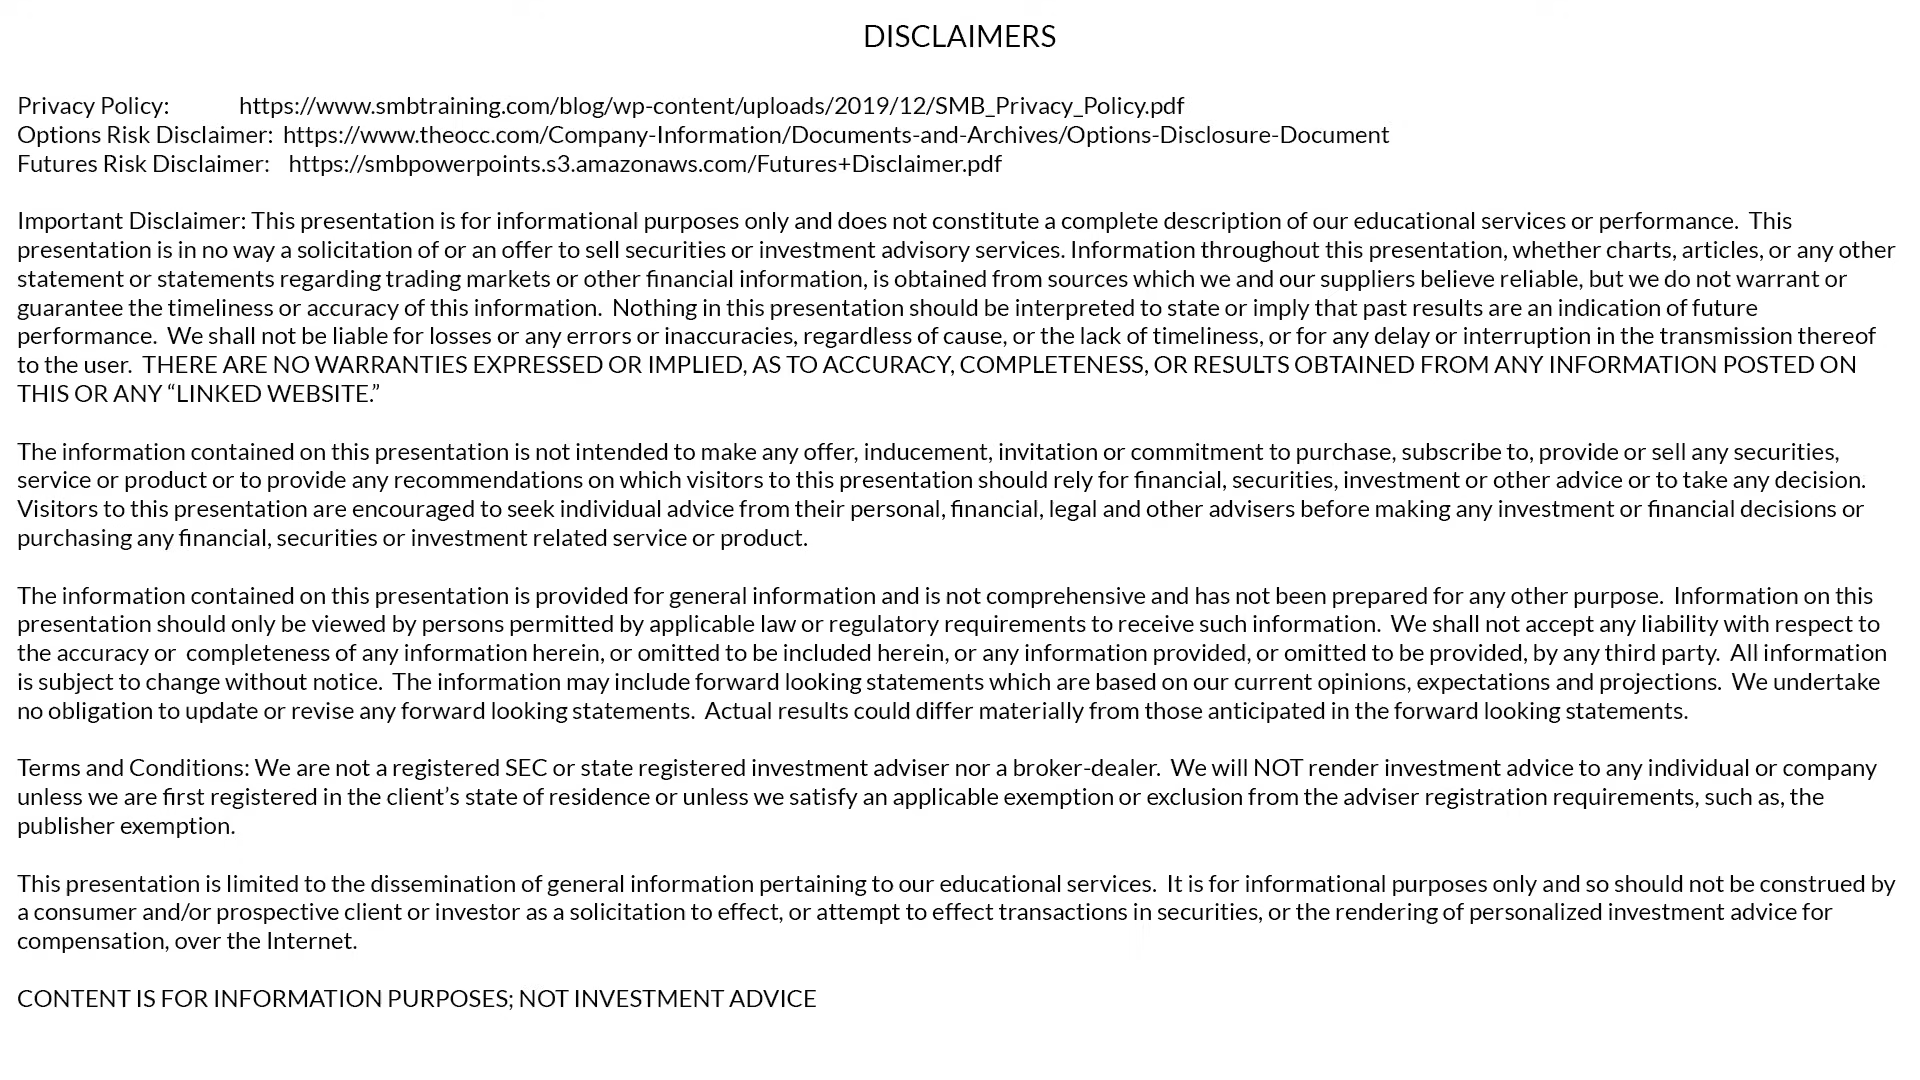 DISCLAIMERS
Privacy Policy: https://www.smbtraining.com/blog/wp-content/uploads/2019/12/SMB_Privacy_Policy.pdf
Options Risk Disclaimer: https://www.theocc.com/Company-Information/Documents-and-Archives/Options-Disclosure-Document
Futures Risk Disclaimer: https://smbpowerpoints.s3.amazonaws.com/Futures+Disclaimer.pdf
Important Disclaimer: This presentation is for informational purposes only and does not constitute a complete description of our educational services or performance. This
presentation is in no way a solicitation of or an offer to sell securities or investment advisory services. Information throughout this presentation, whether charts, articles, or any other
statement or statements regarding trading markets or other financial information, is obtained from sources which we and our suppliers believe reliable, but we do not warrant or
guarantee the timeliness or accuracy of this information. Nothing in this presentation should be interpreted to state or imply that past results are an indication of future
performance. We shall not be liable for losses or any errors or inaccuracies, regardless of cause, or the lack of timeliness, or for any delay or interruption in the transmission thereof
to the user. THERE ARE NO WARRANTIES EXPRESSED OR IMPLIED, AS TO ACCURACY, COMPLETENESS, OR RESULTS OBTAINED FROM ANY INFORMATION POSTED ON
THIS OR ANY “LINKED WEBSITE.”
The information contained on this presentation is not intended to make any offer, inducement, invitation or commitment to purchase, subscribe to, provide or sell any securities,
service or product or to provide any recommendations on which visitors to this presentation should rely for financial, securities, investment or other advice or to take any decision.
Visitors to this presentation are encouraged to seek individual advice from their personal, financial, legal and other advisers before making any investment or financial decisions or
purchasing any financial, securities or investment related service or product.
The information contained on this presentation is provided for general information and is not comprehensive and has not been prepared for any other purpose. Information on this
presentation should only be viewed by persons permitted by applicable law or regulatory requirements to receive such information. We shall not accept any liability with respect to
the accuracy or completeness of any information herein, or omitted to be included herein, or any information provided, or omitted to be provided, by any third party. All information
is subject to change without notice. The information may include forward looking statements which are based on our current opinions, expectations and projections. We undertake
no obligation to update or revise any forward looking statements. Actual results could differ materially from those anticipated in the forward looking statements.
Terms and Conditions: We are not a registered SEC or state registered investment adviser nor a broker-dealer. We will NOT render investment advice to any individual or company
unless we are first registered in the client’s state of residence or unless we satisfy an applicable exemption or exclusion from the adviser registration requirements, such as, the
publisher exemption.
This presentation is limited to the dissemination of general information pertaining to our educational services. It is for informational purposes only and so should not be construed by
a consumer and/or prospective client or investor as a solicitation to effect, or attempt to effect transactions in securities, or the rendering of personalized investment advice for
compensation, over the Internet.
CONTENT IS FOR INFORMATION PURPOSES; NOT INVESTMENT ADVICE